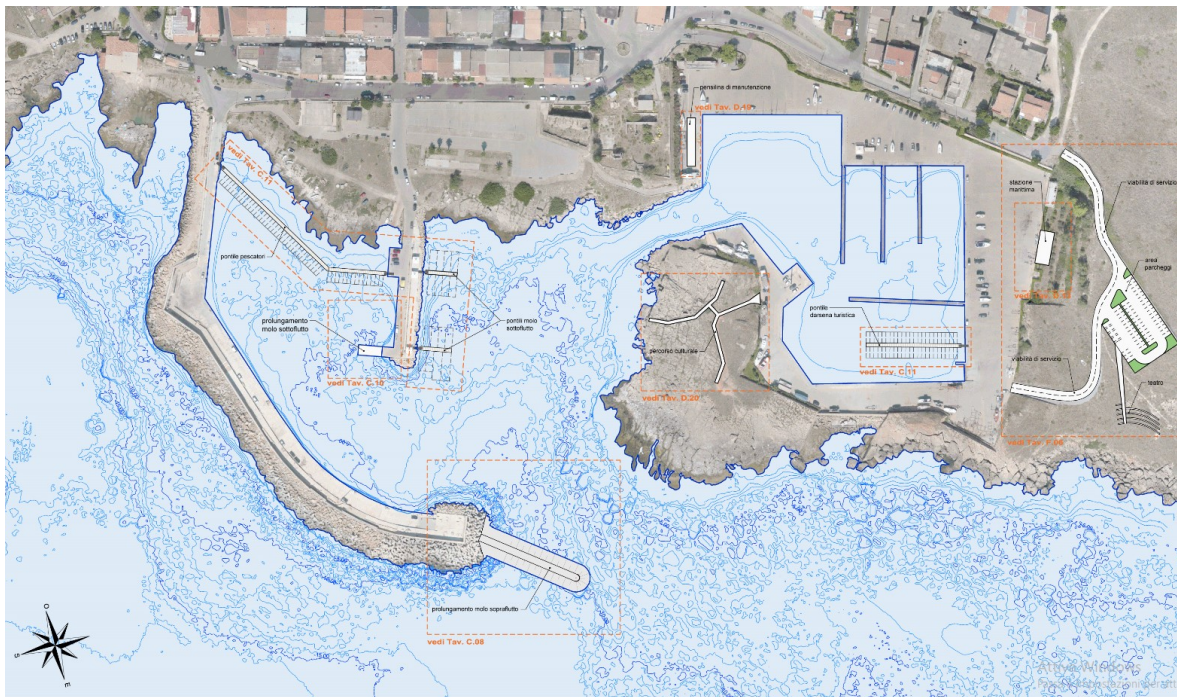 pensilina di manutenzione
vedi Tav. D.19
vedi Tav. C.11
pontile pescatori
prolungamento
molo sottoflutto
vedi Tav. C.10
pontili molo
sottoflutto
stazione
marittima
viabilità di servizio
area
parcheggi
percorso culturale
vedi Tav. D.20
pontile
darsena turistica
vedi Tav. C.11
viabilità di servizio
teatro
prolungamento molo sopraflutto
vedi Tav. C.08
O
S
E